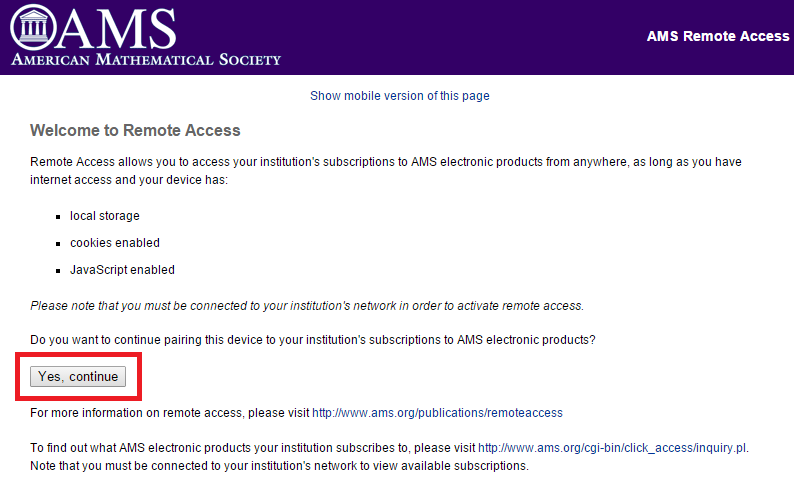 AMS
AMERICAN MATHEMATICAL SOCIETY
AMS Remote Access
Show mobile version of this page
Welcome to Remote Access
Remote Access allows you to access your institution's subscriptions to AMS electronic products from anywhere, as long as you have
internet access and your device has:
local storage
cookies enabled
JavaScript enabled
Please note that you must be connected to your institution's network in order to activate remote access.
Do you want to continue pairing this device to your institution's subscriptions to AMS electronic products?
Yes, continue
For more information on remote access, please visit http://www.ams.org/publications/remoteaccess
To find out what AMS electronic products your institution subscribes to, please visit http://www.ams.org/cgi-bin/click_access/inquiry.pl.
Note that you must be connected to your institution's network to view available subscriptions.